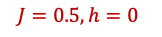 J = 0.5, h = 0